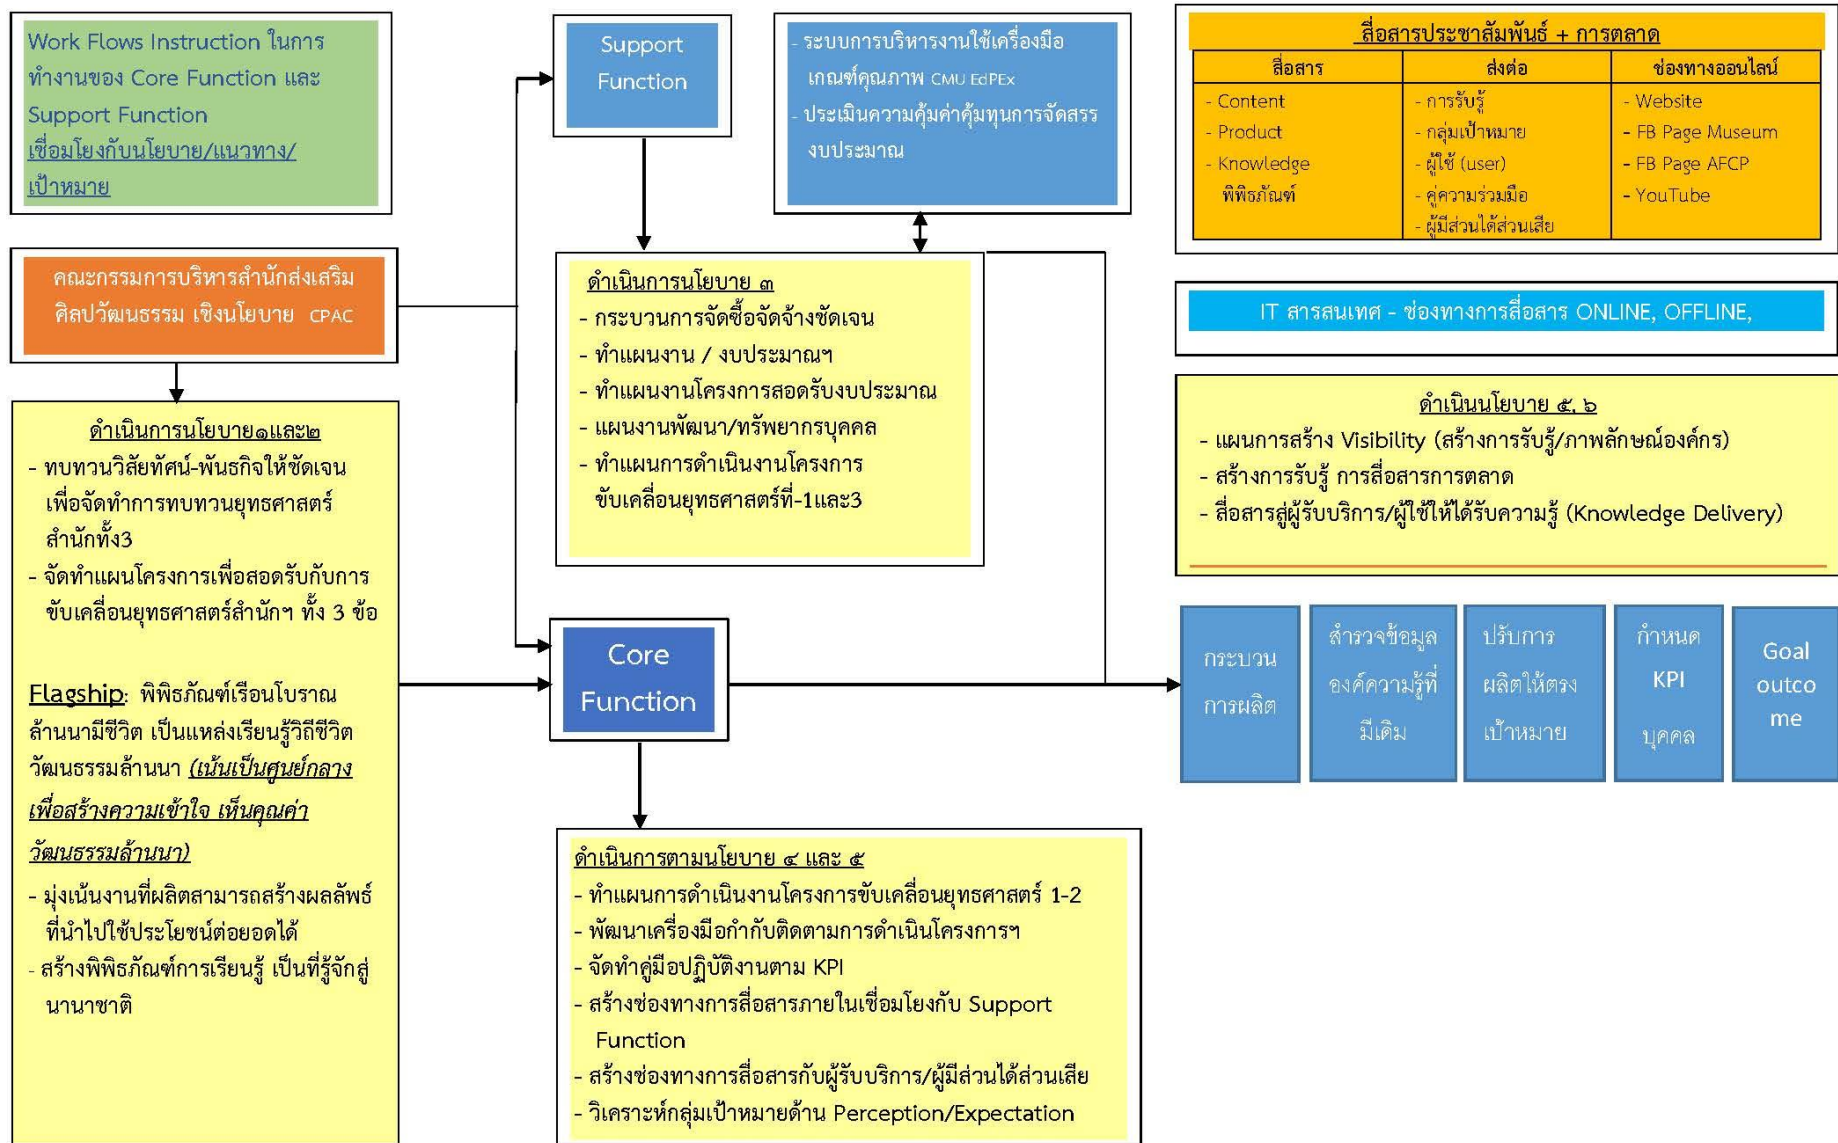 Work Flows Instruction ในการ
ทำงานของ Core Function และ
Support Function
เชื่อมโยงกับนโยบาย/แนวทาง/
เป้าหมาย
คณะกรรมการบริหารสำนักส่งเสริม
ศิลปวัฒนธรรม เชิงนโยบาย CPAC
ดำเนินการนโยบาย๑และ๒
- ทบทวนวิสัยทัศน์-พันธกิจให้ชัดเจน
เพื่อจัดทำการทบทวนยุทธศาสตร์
สำนักทั้ง3
- จัดทำแผนโครงการเพื่อสอดรับกับการ
ขับเคลื่อนยุทธศาสตร์สำนักฯ ทั้ง 3 ข้อ
Flagship: พิพิธภัณฑ์เรือนโบราณ
ล้านนามีชีวิต เป็นแหล่งเรียนรู้วิถีชีวิต
วัฒนธรรมล้านนา (เน้นเป็นศูนย์กลาง
เพื่อสร้างความเข้าใจ เห็นคุณค่า
วัฒนธรรมล้านนา)
- มุ่งเน้นงานที่ผลิตสามารถสร้างผลลัพธ์
ที่นำไปใช้ประโยชน์ต่อยอดได้
- สร้างพิพิธภัณฑ์การเรียนรู้ เป็นที่รู้จักสู่
นานาชาติ
Support
Function
- ระบบการบริหารงานใช้เครื่องมือ
เกณฑ์คุณภาพ CMU EdPEx
- ประเมินความคุ้มค่าคุ้มทุนการจัดสรร
งบประมาณ
ดำเนินการนโยบาย ๓
- กระบวนการจัดซื้อจัดจ้างชัดเจน
- ทำแผนงาน / งบประมาณฯ
- ทำแผนงานโครงการสอดรับงบประมาณ
- แผนงานพัฒนา/ทรัพยากรบุคคล
- ทำแผนการดำเนินงานโครงการ
ขับเคลื่อนยุทธศาสตร์ที่-1และ3
Core
Function
ดำเนินการตามนโยบาย ๔ และ ๕
- ทำแผนการดำเนินงานโครงการขับเคลื่อนยุทธศาสตร์ 1-2
- พัฒนาเครื่องมือกำกับติดตามการดำเนินโครงการฯ
- จัดทำคู่มือปฏิบัติงานตาม KPI
- สร้างช่องทางการสื่อสารภายในเชื่อมโยงกับ Support
Function
- สร้างช่องทางการสื่อสารกับผู้รับบริการ/ผู้มีส่วนได้ส่วนเสีย
- วิเคราะห์กลุ่มเป้าหมายด้าน Perception/Expectation
สื่อสารประชาสัมพันธ์ + การตลาด
สื่อสาร
- Content
- Product
- Knowledge
พิพิธภัณฑ์
ส่งต่อ
- การรับรู้
- กลุ่มเป้าหมาย
- ผู้ใช้ (user)
- คู่ความร่วมมือ
- ผู้มีส่วนได้ส่วนเสีย
ช่องทางออนไลน์
- Website
- FB Page Museum
- FB Page AFCP
- YouTube
IT สารสนเทศ - ช่องทางการสื่อสาร ONLINE, OFFLINE,
ดำเนินนโยบาย ๕, ๖
- แผนการสร้าง Visibility (สร้างการรับรู้/ภาพลักษณ์องค์กร)
- สร้างการรับรู้ การสื่อสารการตลาด
- สื่อสารสู่ผู้รับบริการ/ผู้ใช้ให้ได้รับความรู้ (Knowledge Delivery)
กระบวน
การผลิต
สำรวจข้อมูล
องค์ความรู้ที่
มีเดิม
ปรับการ
ผลิตให้ตรง
เป้าหมาย
กำหนด
KPI
บุคคล
Goal
outco
me